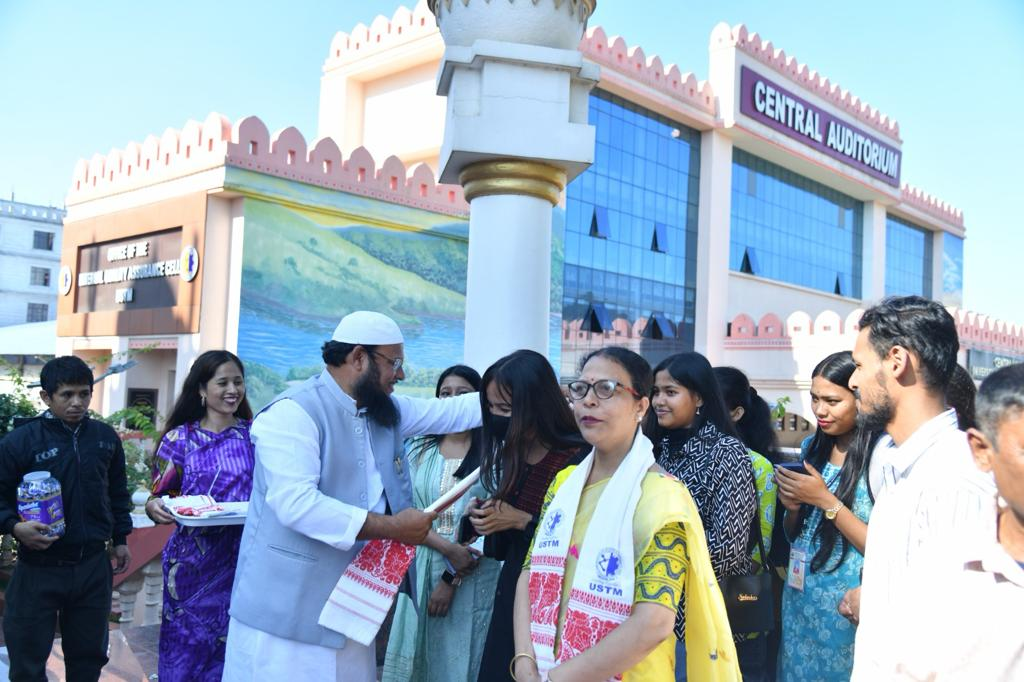 CENTRAL AUDITORIUM
OFFICE OF THE
INTERNAL QUALITY ASSURANCE CELL
USTM
TOP
USTM
USTM